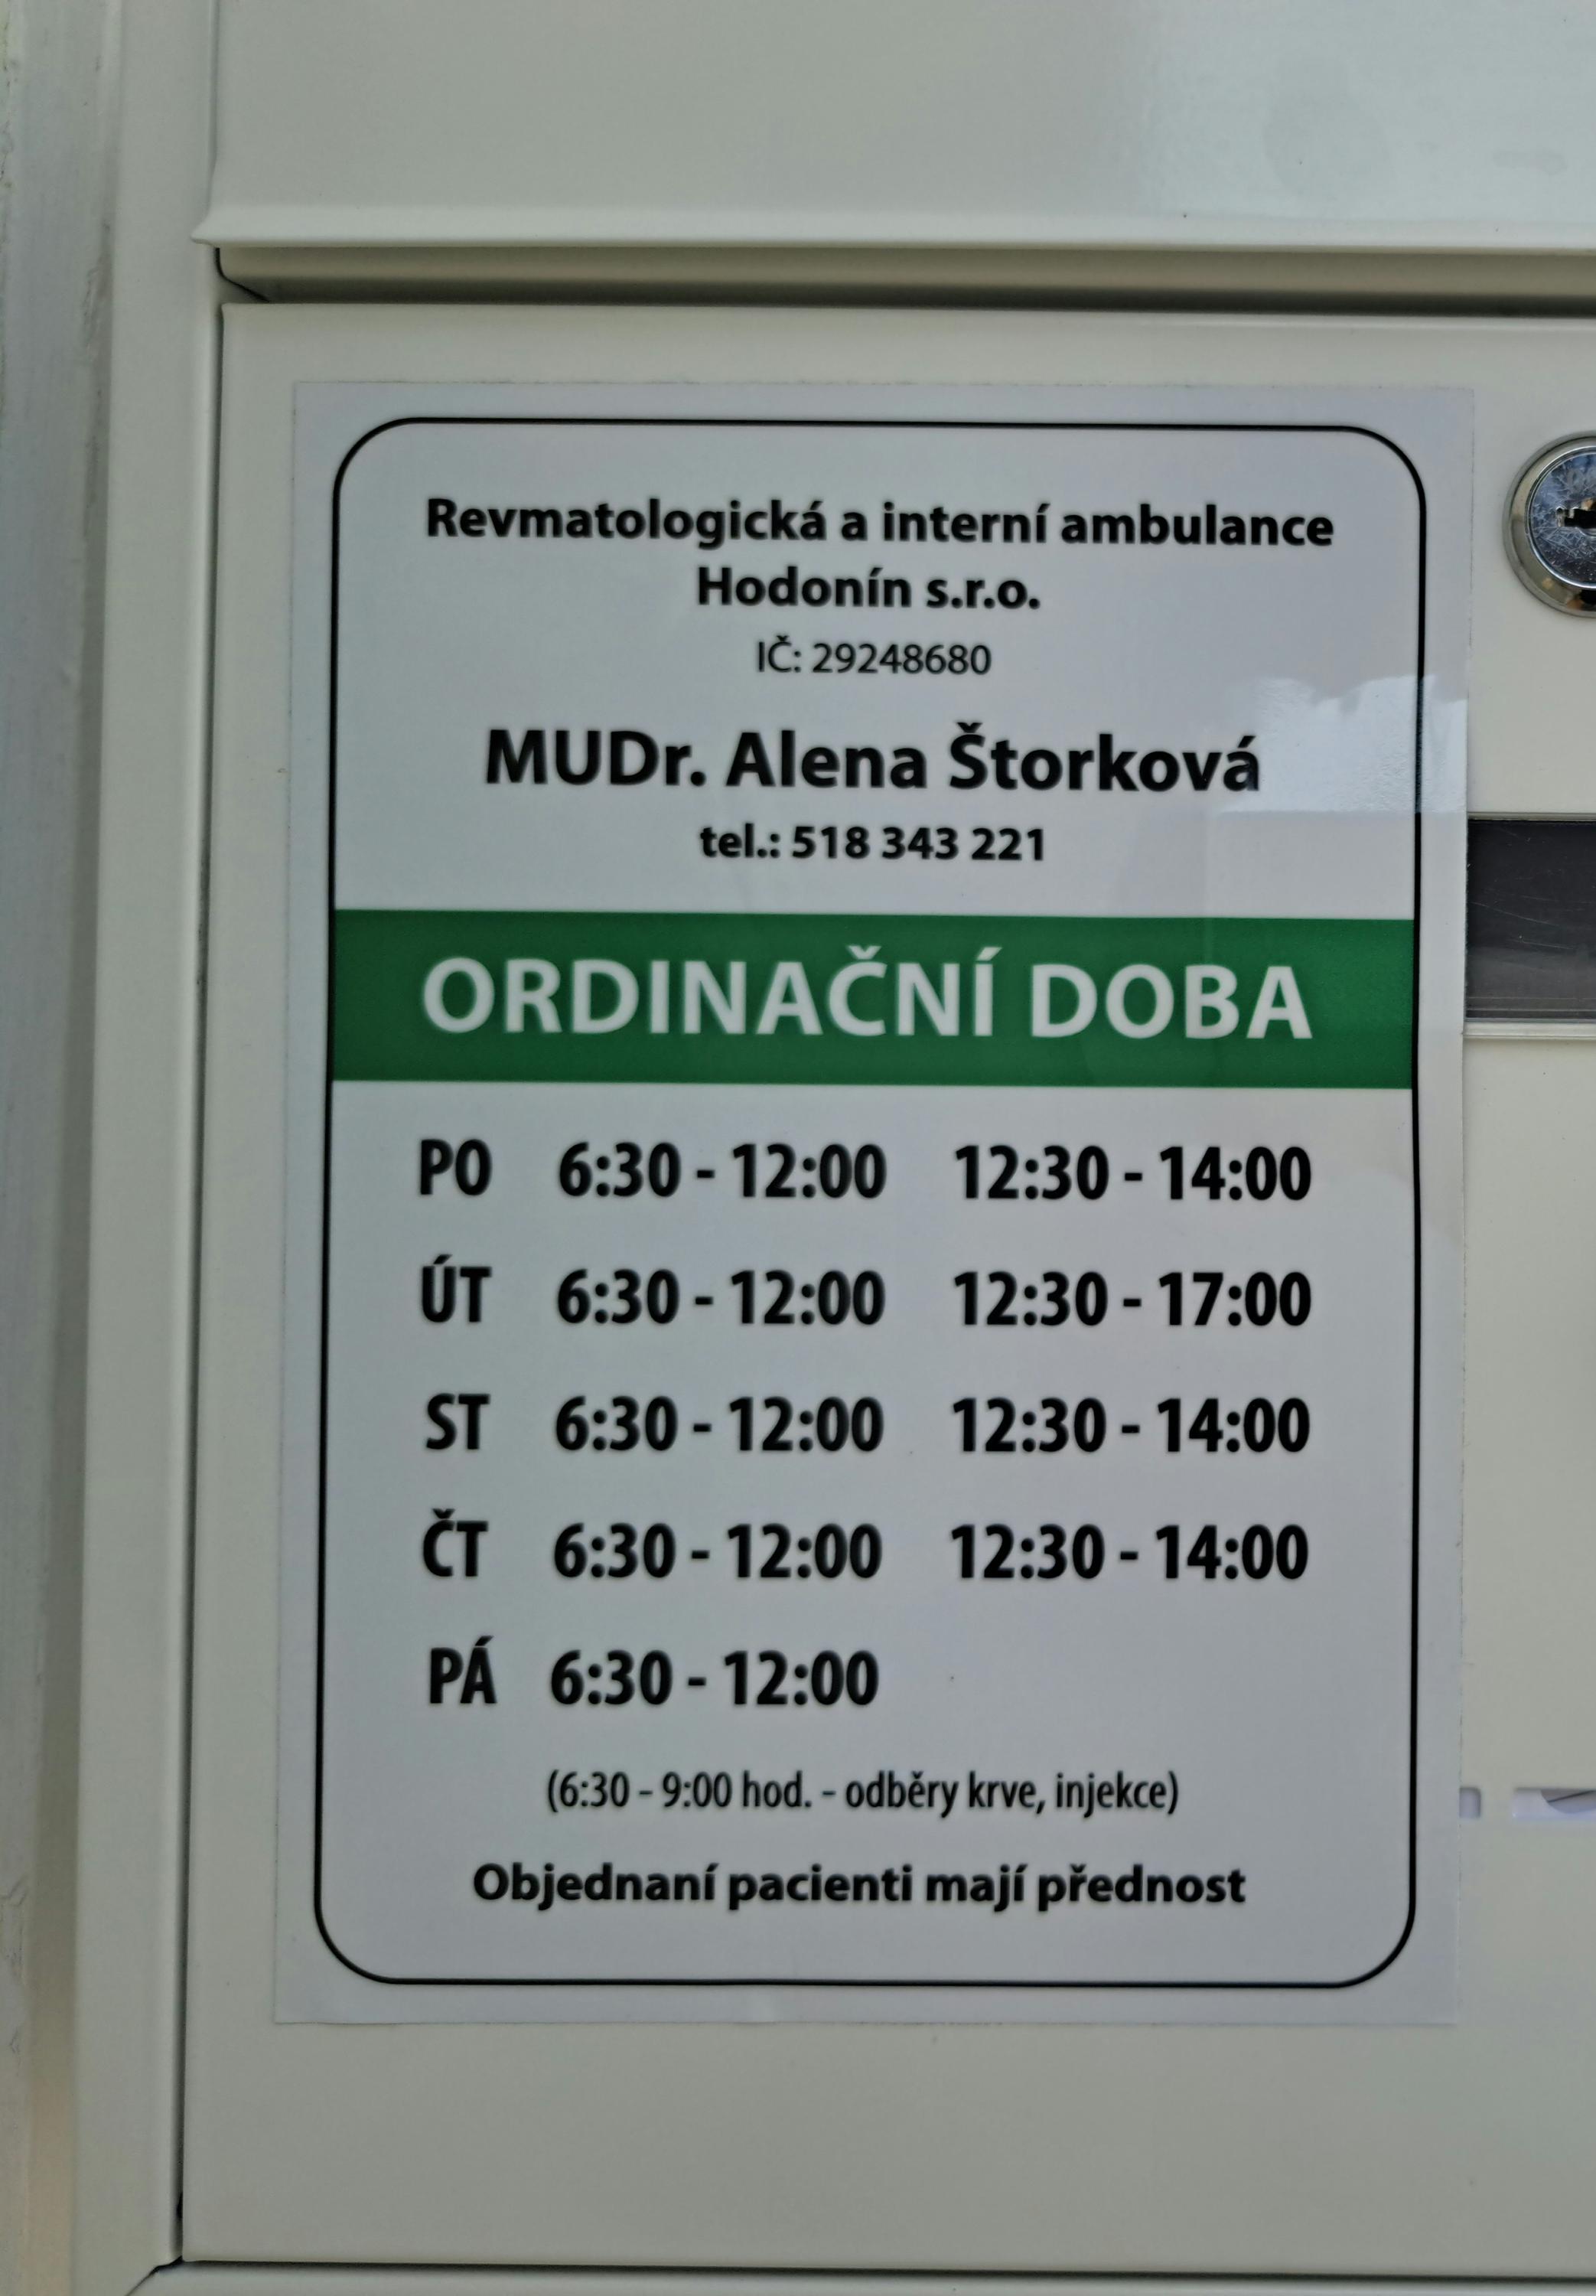 Revmatologická a interní ambulance
Hodonín s.r.o.
IČ: 29248680
MUDr. Alena Štorková
tel.: 518 343 221
ORDINAČNÍ DOBA
PO 6:30 - 12:00 12:30 - 14:00
ÚT 6:30 - 12:00 12:30 - 17:00
ST 6:30 - 12:00 12:30 - 14:00
ČT 6:30 - 12:00 12:30 - 14:00
PÁ 6:30 - 12:00
(6:30 - 9:00 hod. - odběry krve, injekce)
Objednaní pacienti mají přednost